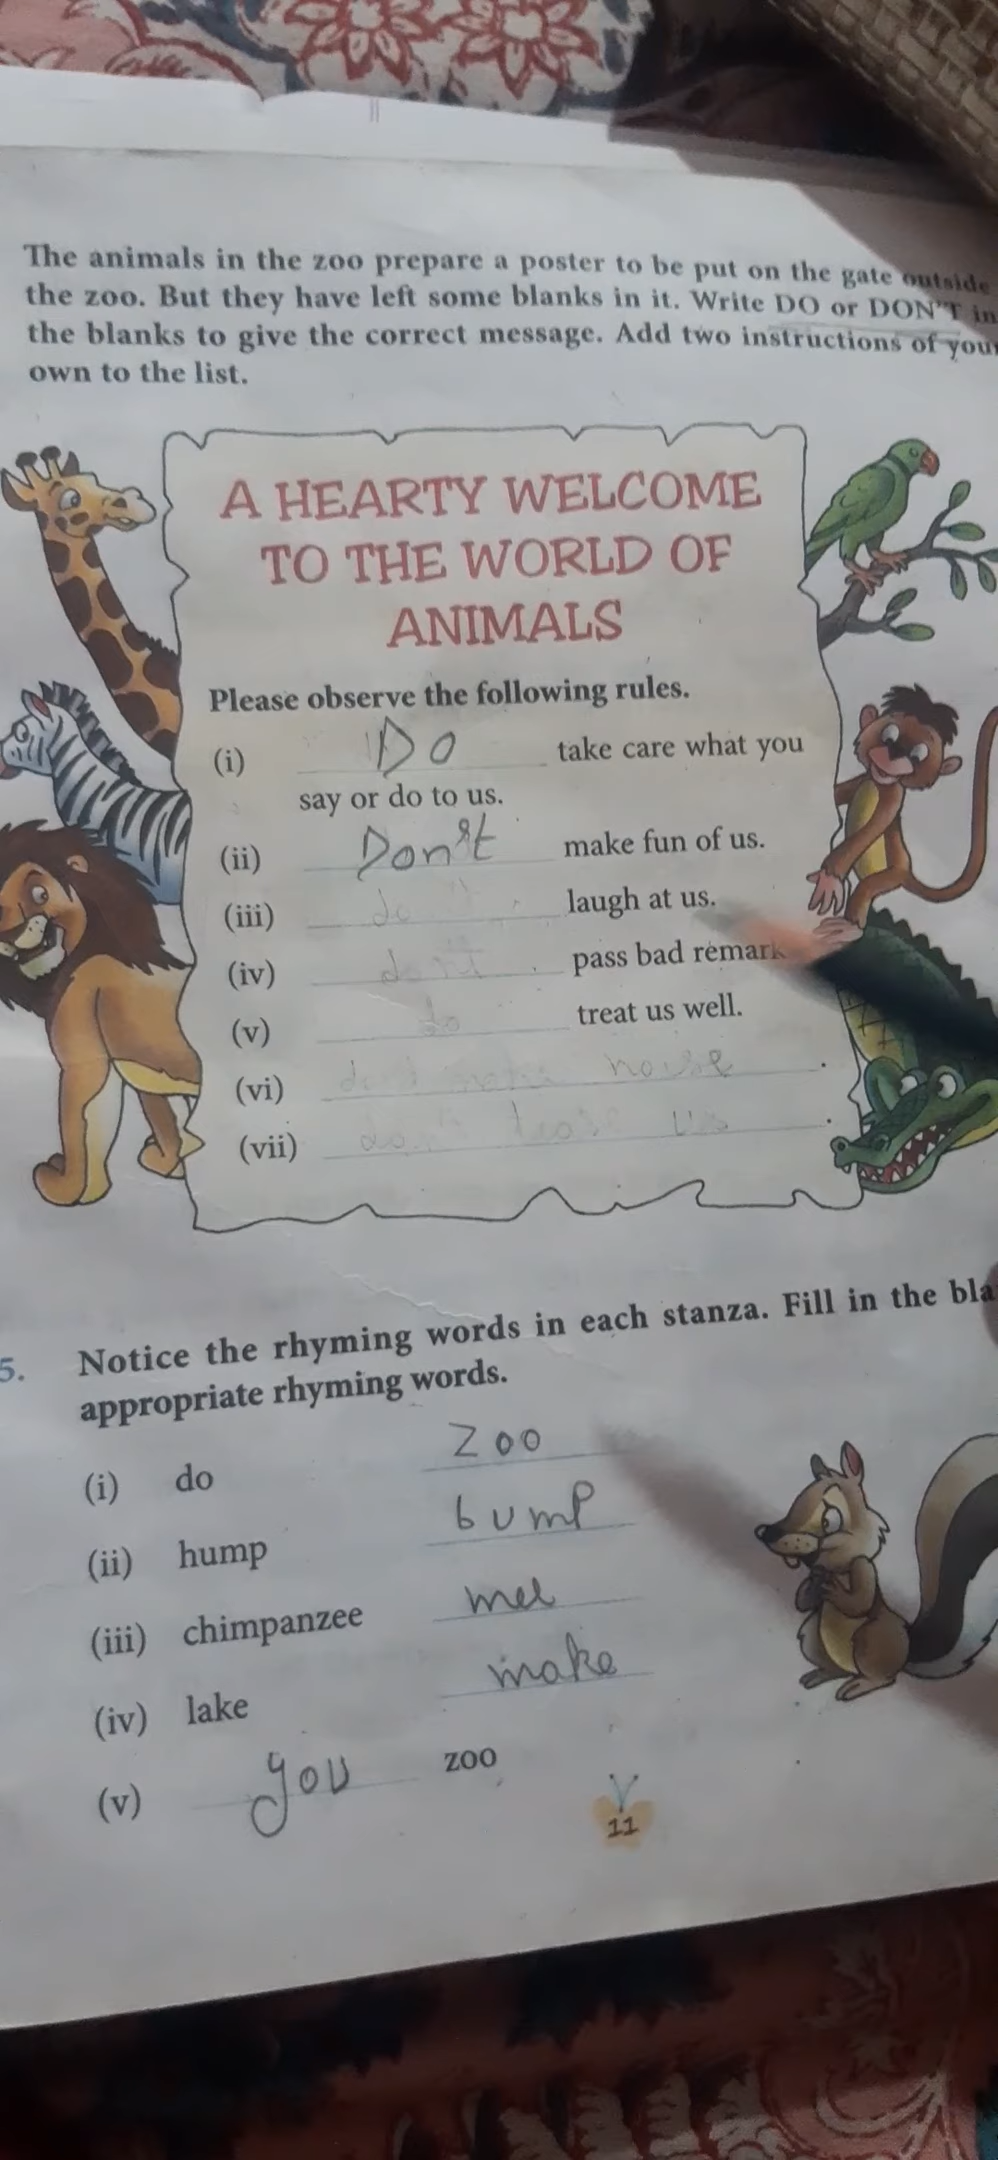 The animals in the zoo prepare a poster to be put on the gate outside
the zoo. But they have left some blanks in it. Write DO or DON'T in
the blanks to give the correct message. Add two instructions of your
own to the list.
A HEARTY WELCOME
TO THE WORLD OF
ANIMALS
Please observe the following rules.
(i) Do take care what you
say or do to us.
(ii) Don't make fun of us.
(iii) do laugh at us.
(iv) don't pass bad remark
(v) do treat us well.
(vi)
(vii) us
5. Notice the rhyming words in each stanza. Fill in the bla
appropriate rhyming words.
(i) do zoo
(ii) hump bump
(iii) chimpanzee
(iv) lake make
(v) you zoo
11